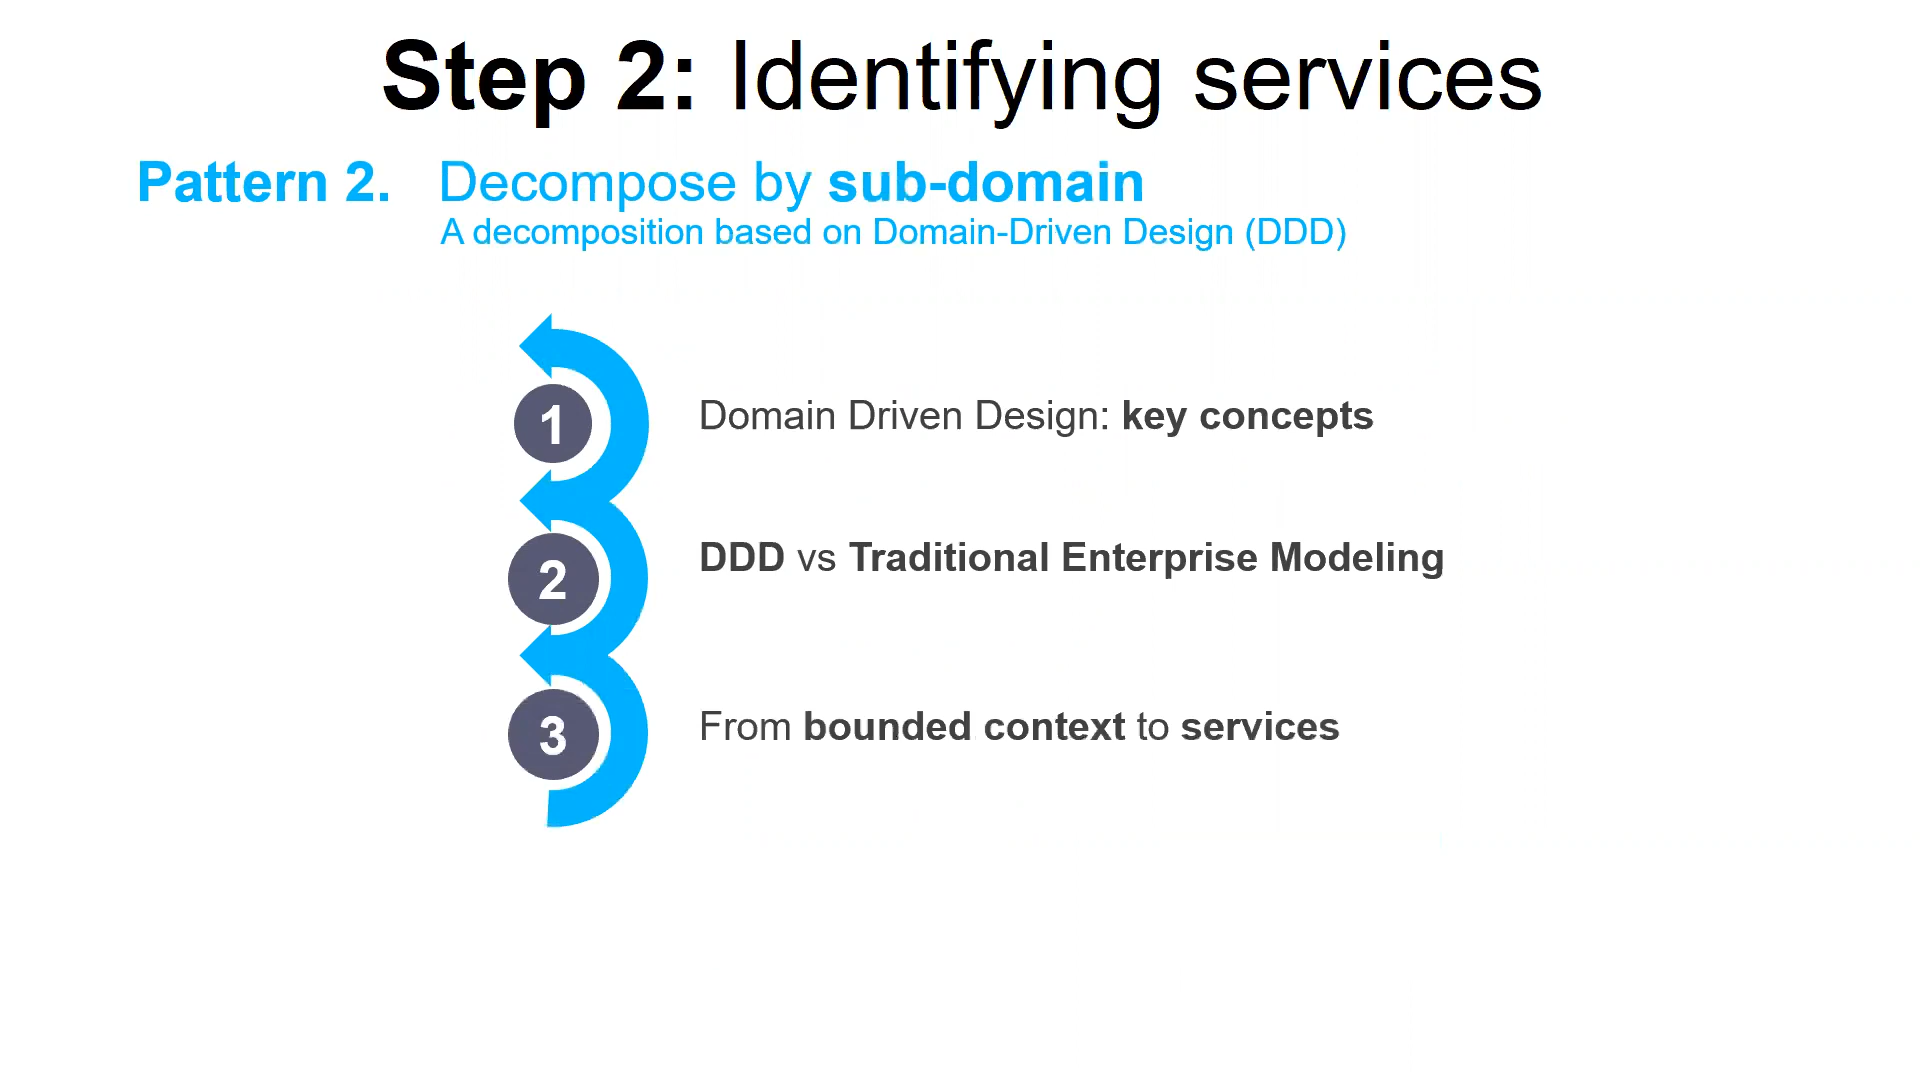 Step 2: Identifying services
Pattern 2. Decompose by sub-domain
A decomposition based on Domain-Driven Design (DDD)
1 Domain Driven Design: key concepts
2 DDD vs Traditional Enterprise Modeling
3 From bounded context to services